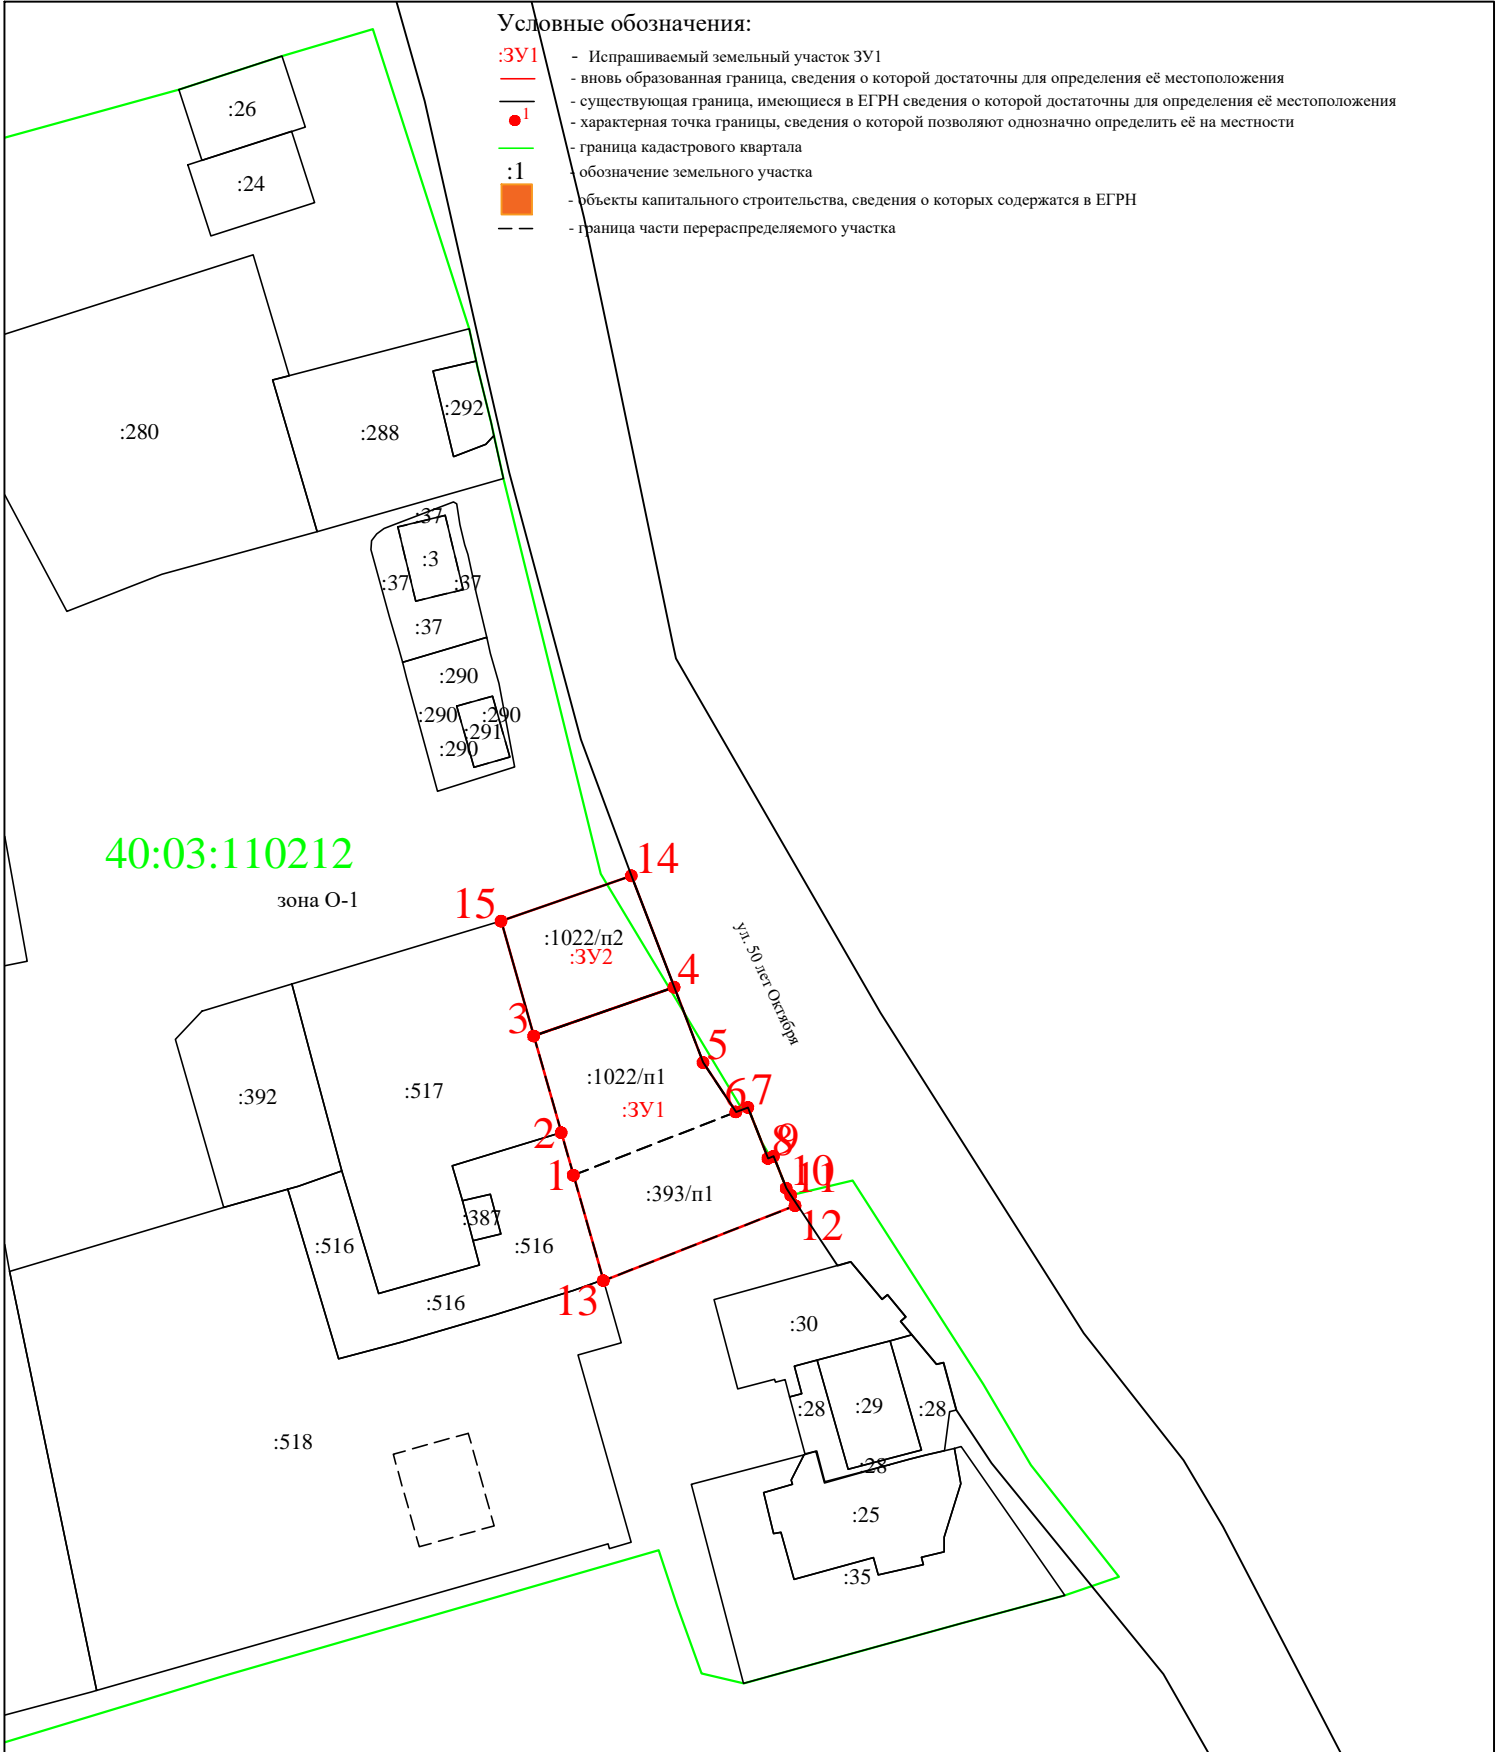 Условные обозначения:
:ЗУ1 - Испрашиваемый земельный участок ЗУ1
- вновь образованная граница, сведения о которой достаточны для определения её местоположения
- существующая граница, имеющиеся в ЕГРН сведения о которой достаточны для определения её местоположения
1 - характерная точка границы, сведения о которой позволяют однозначно определить её на местности
- граница кадастрового квартала
:1 - обозначение земельного участка
- объекты капитального строительства, сведения о которых содержатся в ЕГРН
- граница части перераспределяемого участка
:26
:24
:292
:280
:288
:37
:3
:37
:37
:37
:290
:290
:290
:291
:290
40:03:110212
14
зона О-1
15
:1022/п2
:ЗУ2
ул. 50 лет Октября
4
3
5
:1022/п1
:517
:392
:ЗУ1
6
7
2
8
9
1
10
11
:393/п1
:387
12
:516
:516
13
:516
:30
:28
:29
:28
:518
:28
:25
:35